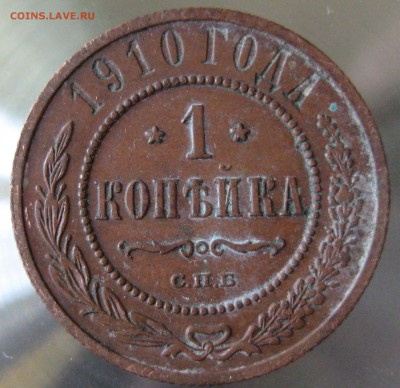 COINS.LAVE.RU
1910 ГОДА
1
КОПѢЙКА
С.П.Б.